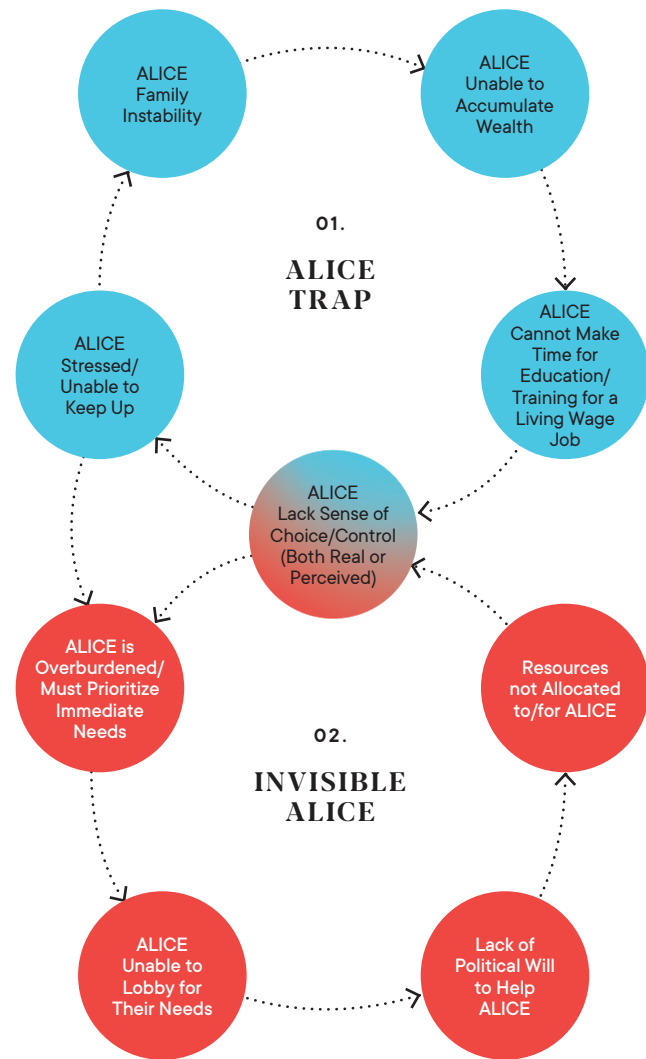 ALICE
Family
Instability
ALICE
Unable to
Accumulate
Wealth
01.
ALICE
TRAP
ALICE
Stressed/
Unable to
Keep Up
ALICE
Cannot Make
Time for
Education/
Training for a
Living Wage
Job
ALICE
Lack Sense of
Choice/Control
(Both Real or
Perceived)
ALICE is
Overburdened/
Must Prioritize
Immediate
Needs
Resources
not Allocated
to/for ALICE
02.
INVISIBLE
ALICE
ALICE
Unable to
Lobby for
Their Needs
Lack of
Political Will
to Help
ALICE